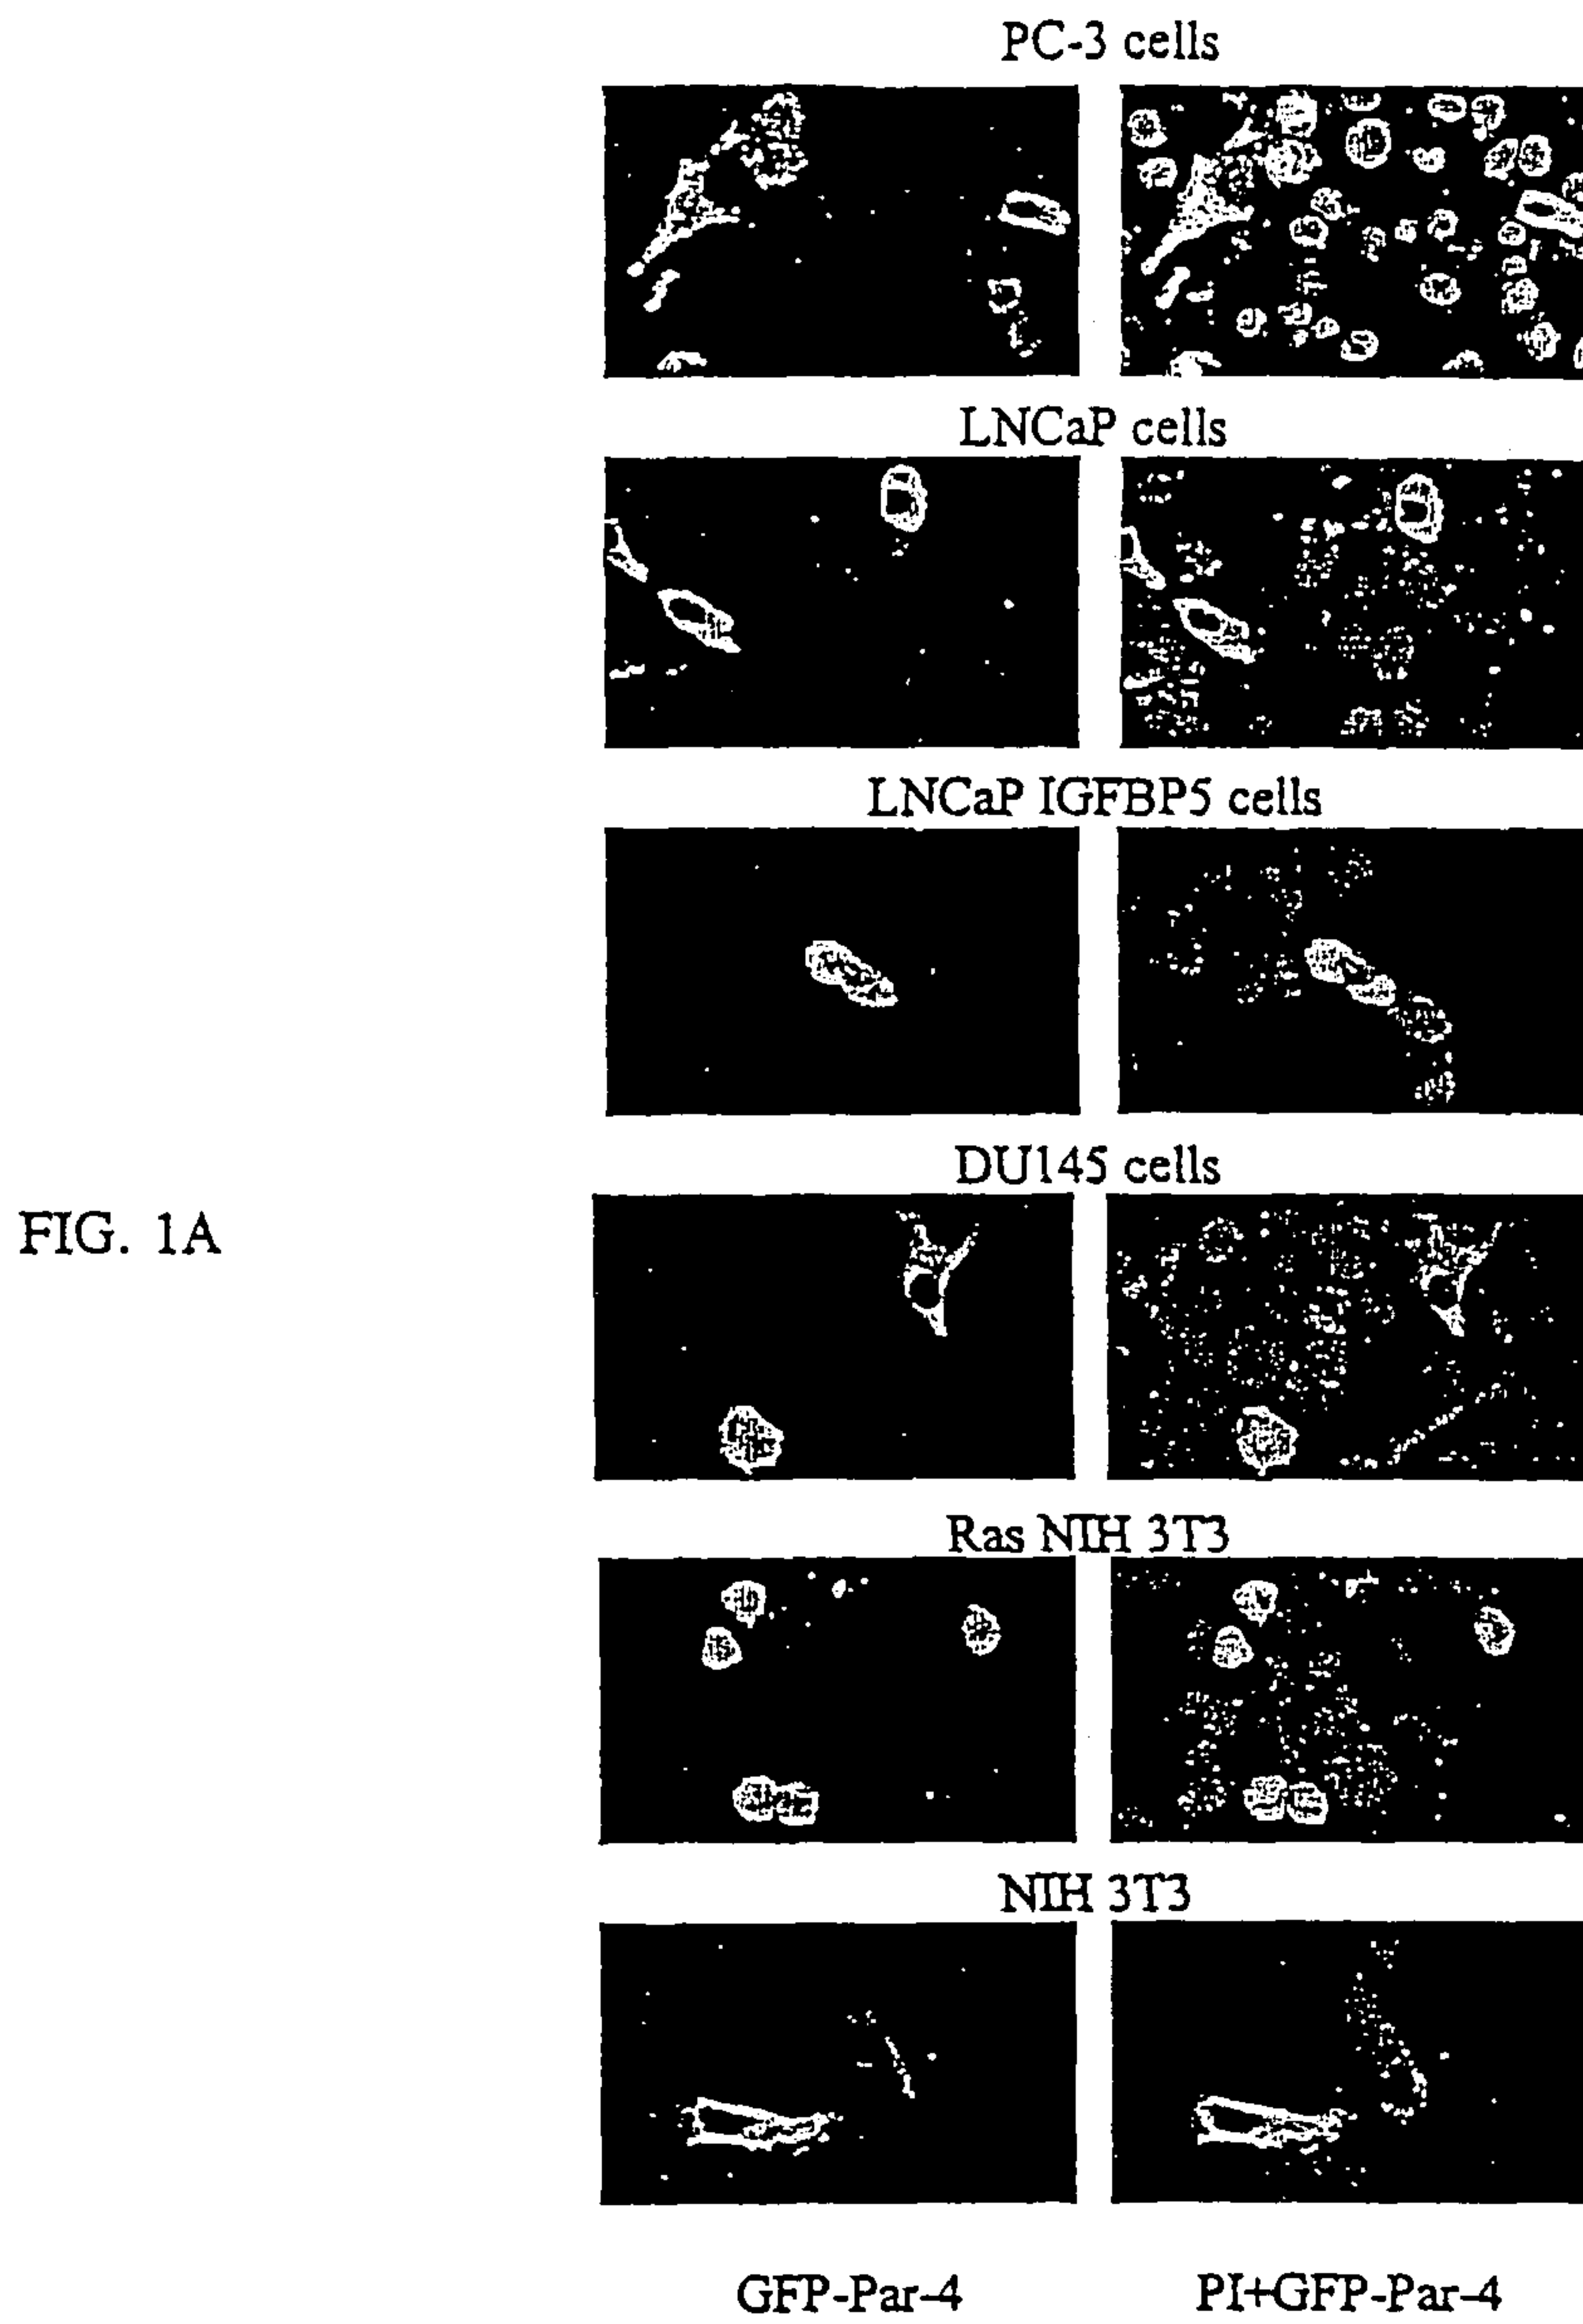 PC-3 cells
LNCaP cells
LNCaP IGFBP5 cells
DU145 cells
FIG. 1A
Ras NIH 3T3
NIH 3T3
GFP-Par-4 PI+GFP-Par-4